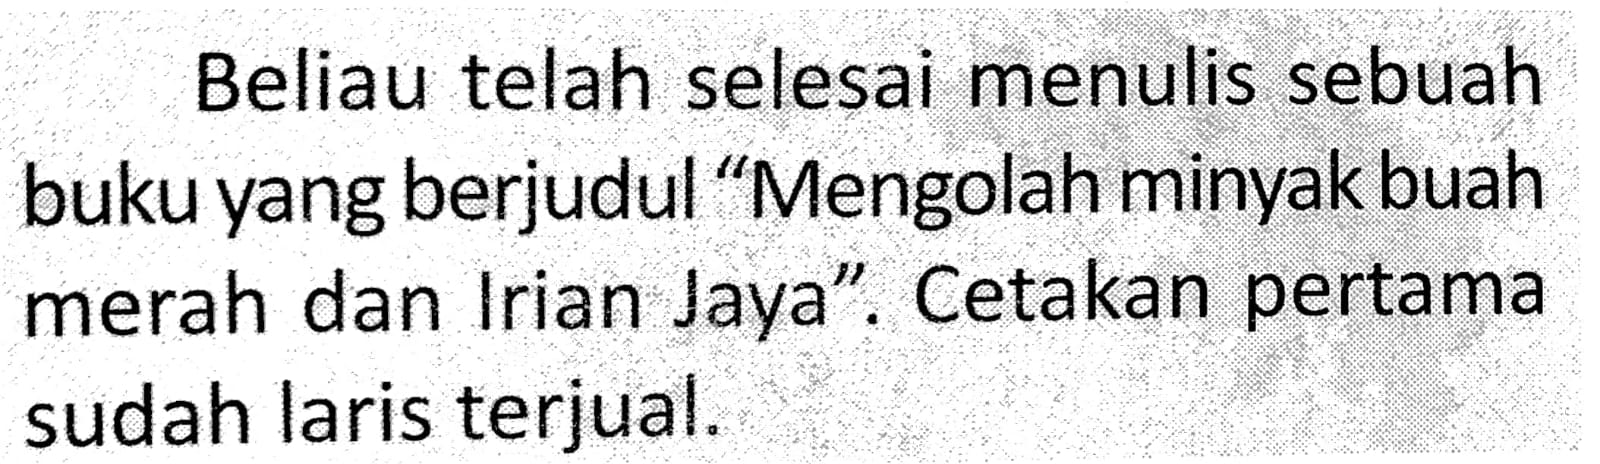 Beliau telah selesai menulis sebuah
buku yang berjudul “Mengolah minyak buah
merah dan Irian Jaya”. Cetakan pertama
sudah laris terjual.